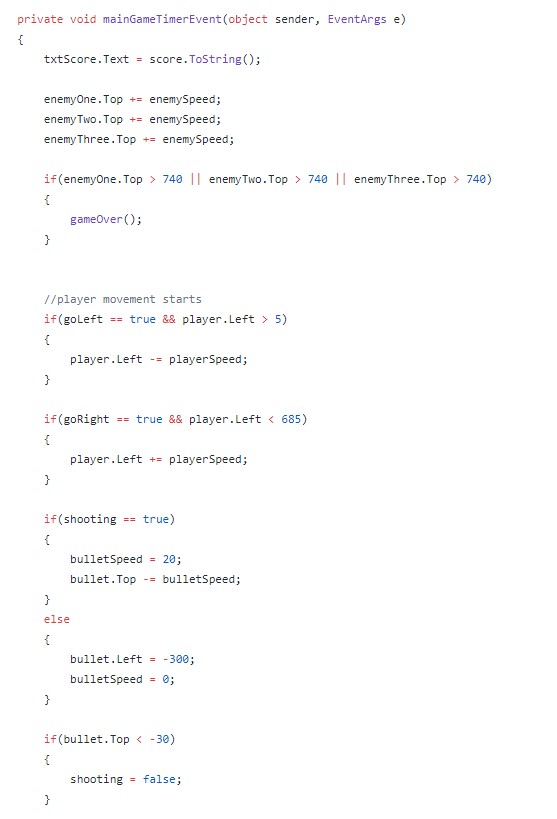 private void mainGameTimerEvent(object sender, EventArgs e)
{
    txtScore.Text = score.ToString();

    enemyOne.Top += enemySpeed;
    enemyTwo.Top += enemySpeed;
    enemyThree.Top += enemySpeed;

    if(enemyOne.Top > 740 || enemyTwo.Top > 740 || enemyThree.Top > 740)
    {
        gameOver();
    }


    //player movement starts
    if(goLeft == true && player.Left > 5)
    {
        player.Left -= playerSpeed;
    }

    if(goRight == true && player.Left < 685)
    {
        player.Left += playerSpeed;
    }

    if(shooting == true)
    {
        bulletSpeed = 20;
        bullet.Top -= bulletSpeed;
    }
    else
    {
        bullet.Left = -300;
        bulletSpeed = 0;
    }

    if(bullet.Top < -30)
    {
        shooting = false;
    }